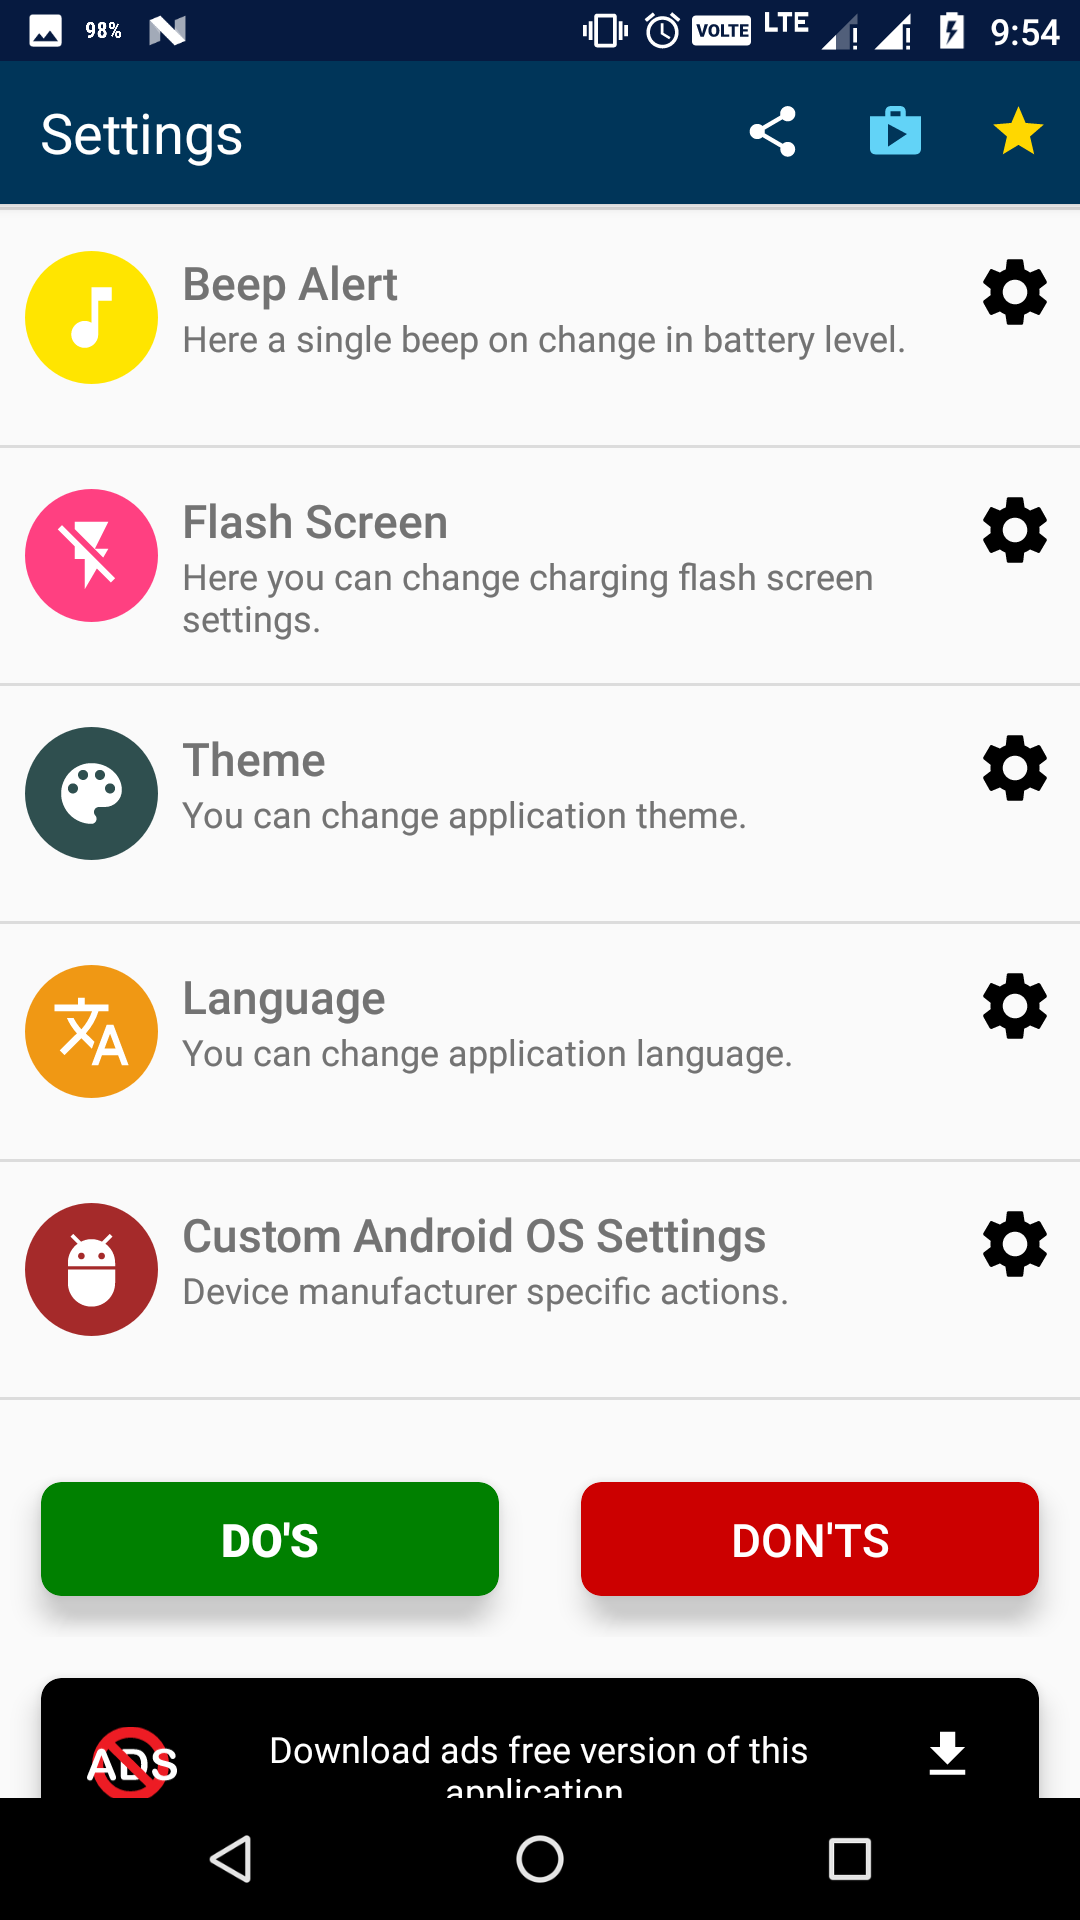 98%
VOLTE LTE 9:54
Settings
Beep Alert
Here a single beep on change in battery level.
Flash Screen
Here you can change charging flash screen
settings.
Theme
You can change application theme.
Language
You can change application language.
Custom Android OS Settings
Device manufacturer specific actions.
DO'S
DON'TS
ADS
Download ads free version of this
application